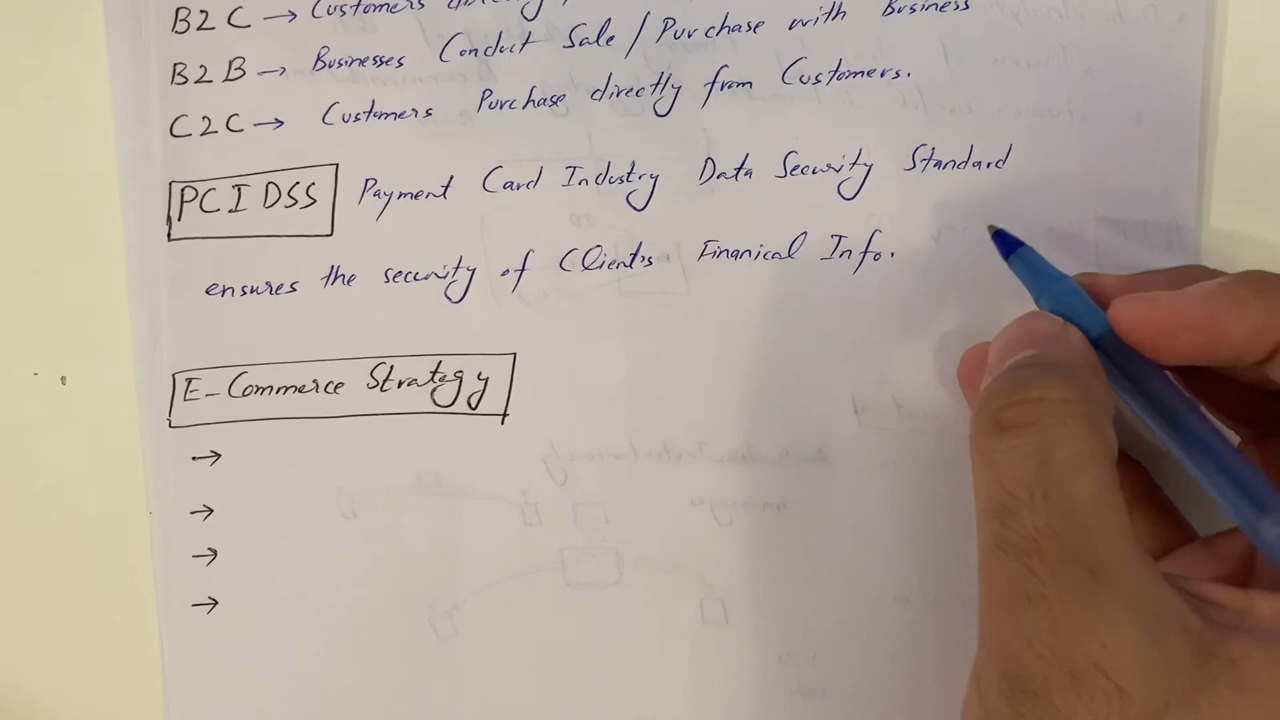 B2C → Customers
B2B → Businesses Conduct Sale / Purchase with Business
C2C → Customers Purchase directly from Customers.
PCI DSS Payment Card Industry Data Security Standard
ensures the security of Client's Finanical Info.
E-Commerce Strategy
→
→
→
→